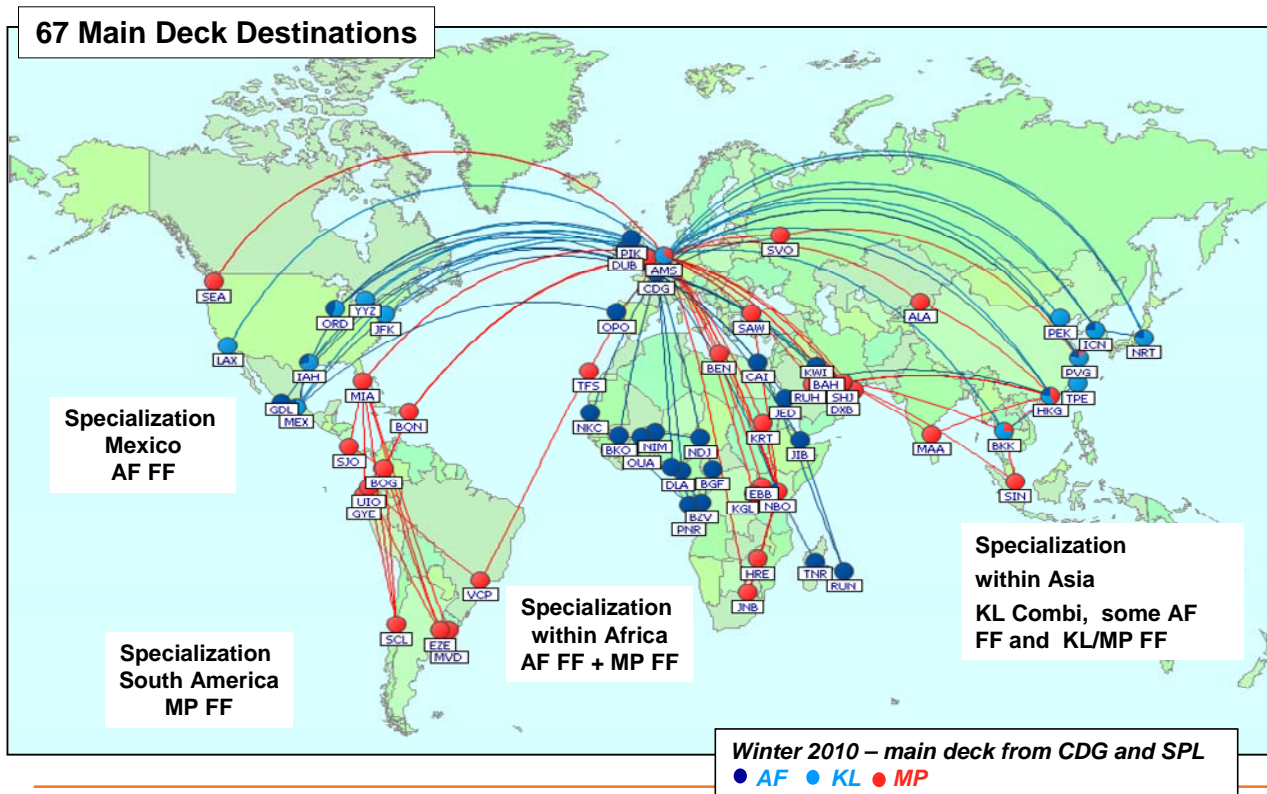 67 Main Deck Destinations
PIK
DUB
AMS
CDG
SVO
SEA
YYZ
ORD
JFK
OPO
SAW
ALA
PEK
ICN
NRT
LAX
IAH
BEN
CAI
KWI
BAH
RUH
SHJ
DXB
PVG
TPE
HKG
MIA
TFS
GDL
MEX
BQN
NKC
JED
KRT
JIB
MAA
BKK
SJO
BKO
NIM
OUA
NDJ
SIN
BOG
DLA
BGF
UIO
GYE
EBB
NBO
KGL
BZV
PNR
HRE
TNR
RUN
VCP
JNB
SCL
EZE
MVD
Specialization
Mexico
AF FF
Specialization
South America
MP FF
Specialization
within Africa
AF FF + MP FF
Specialization
within Asia
KL Combi, some AF
FF and KL/MP FF
Winter 2010 – main deck from CDG and SPL
AF KL MP